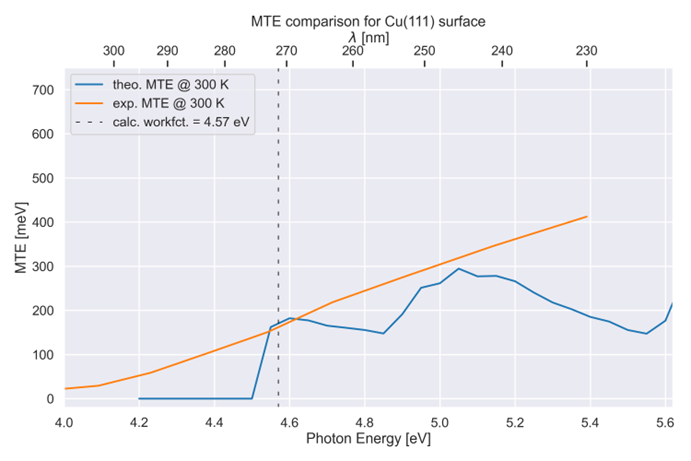 MTE comparison for Cu(111) surface
λ [nm]
300 290 280 270 260 250 240 230
theo. MTE @ 300 K
exp. MTE @ 300 K
calc. workfct. = 4.57 eV
700
600
500
400
300
200
100
0
MTE [meV]
4.0 4.2 4.4 4.6 4.8 5.0 5.2 5.4 5.6
Photon Energy [eV]